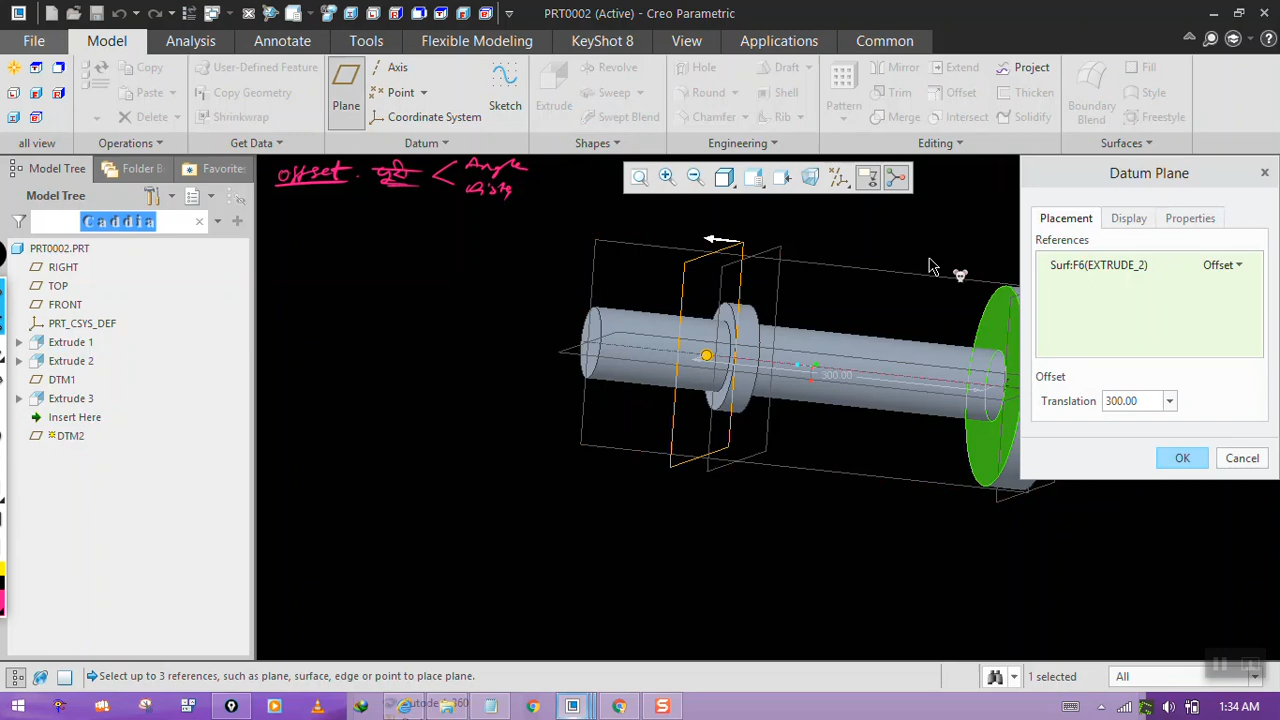 PRT0002 (Active) - Creo Parametric
File Model Analysis Annotate Tools Flexible Modeling KeyShot 8 View Applications Common
Copy User-Defined Feature Axis Revolve Hole Draft Mirror Extend Project Fill
Paste Copy Geometry Point Sweep Round Shell Trim Offset Thicken Style
Delete Shrinkwrap Plane Coordinate System Sketch Extrude Swept Blend Chamfer Rib Pattern Merge Intersect Solidify Boundary Blend Freestyle
all view Operations Get Data Datum Shapes Engineering Editing Surfaces
Model Tree Folder B Favorite
offset. Angle
Model Tree
Caddia
PRT0002.PRT
RIGHT
TOP
FRONT
PRT_CSYS_DEF
Extrude 1
Extrude 2
DTM1
Extrude 3
Insert Here
DTM2
300.00
Datum Plane
Placement Display Properties
References
Surf:F6(EXTRUDE_2) Offset
Offset
Translation 300.00
OK Cancel
Select up to 3 references, such as plane, surface, edge or point to place plane.
1 selected All
1:34 AM